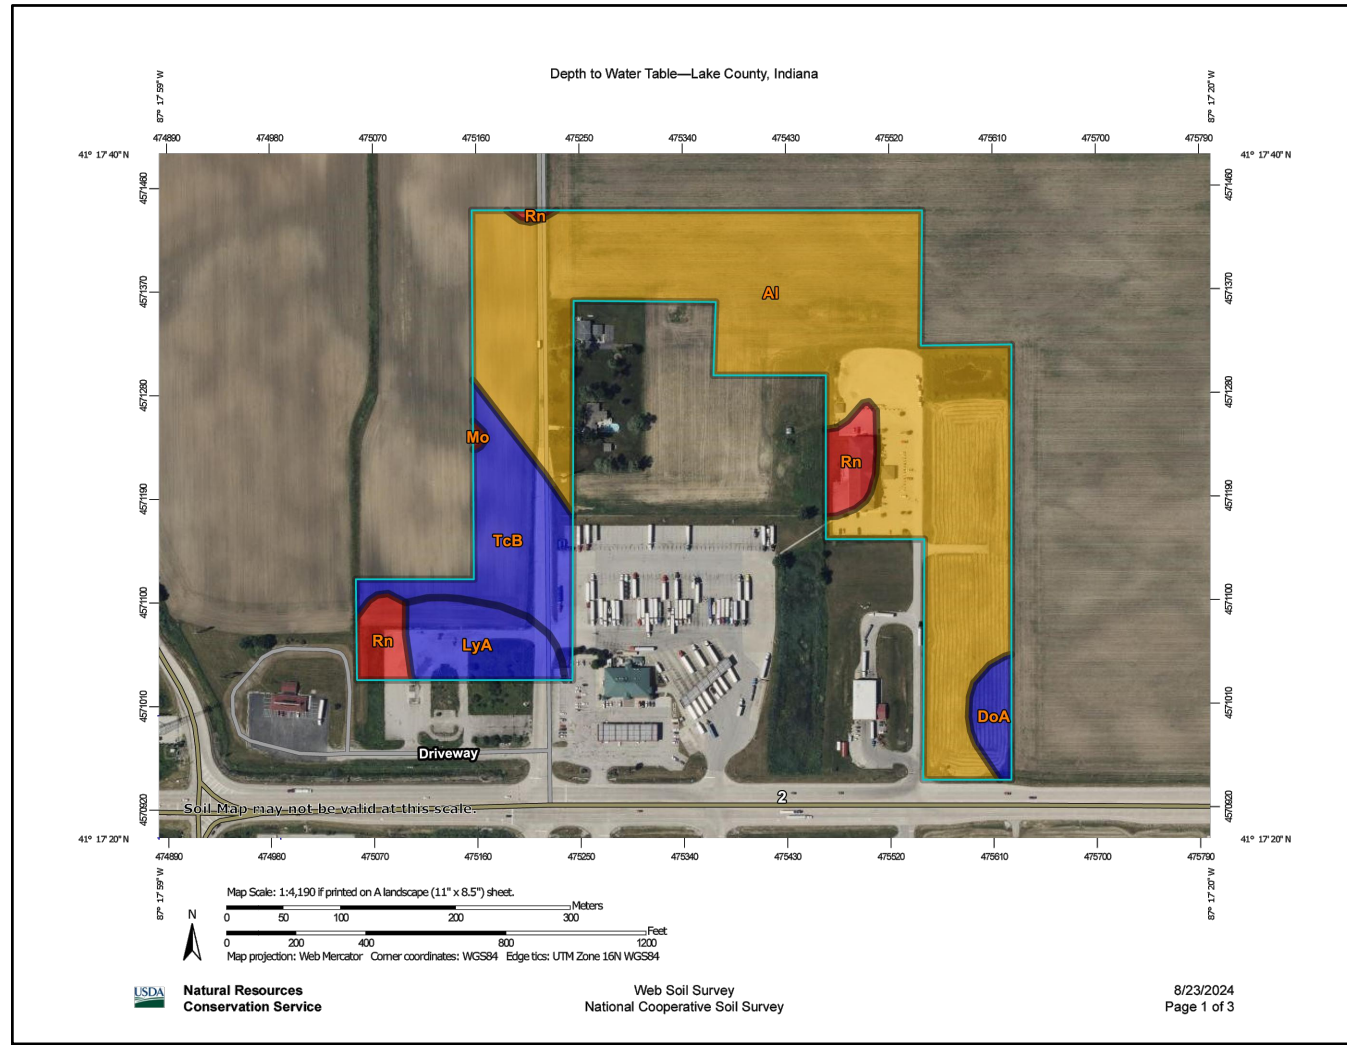 Depth to Water Table—Lake County, Indiana
87° 17' 59" W
87° 17' 20" W
474890 474980 475070 475160 475250 475340 475430 475520 475610 475700 475790
41° 17' 40" N
41° 17' 40" N
4571460
4571460
Rn
4571370
Al
4571370
4571280
4571280
Mo
Rn
4571190
4571190
TcB
4571100
4571100
Rn
LyA
4571010
DoA
4571010
Driveway
2
Soil Map may not be valid at this scale.
4570920
4570920
41° 17' 20" N
41° 17' 20" N
474890 474980 475070 475160 475250 475340 475430 475520 475610 475700 475790
87° 17' 59" W
87° 17' 20" W
Map Scale: 1:4,190 if printed on A landscape (11" x 8.5") sheet.
N
Meters
0 50 100 200 300
Feet
0 200 400 800 1200
Map projection: Web Mercator Corner coordinates: WGS84 Edge tics: UTM Zone 16N WGS84
USDA
Natural Resources
Conservation Service
Web Soil Survey
National Cooperative Soil Survey
8/23/2024
Page 1 of 3